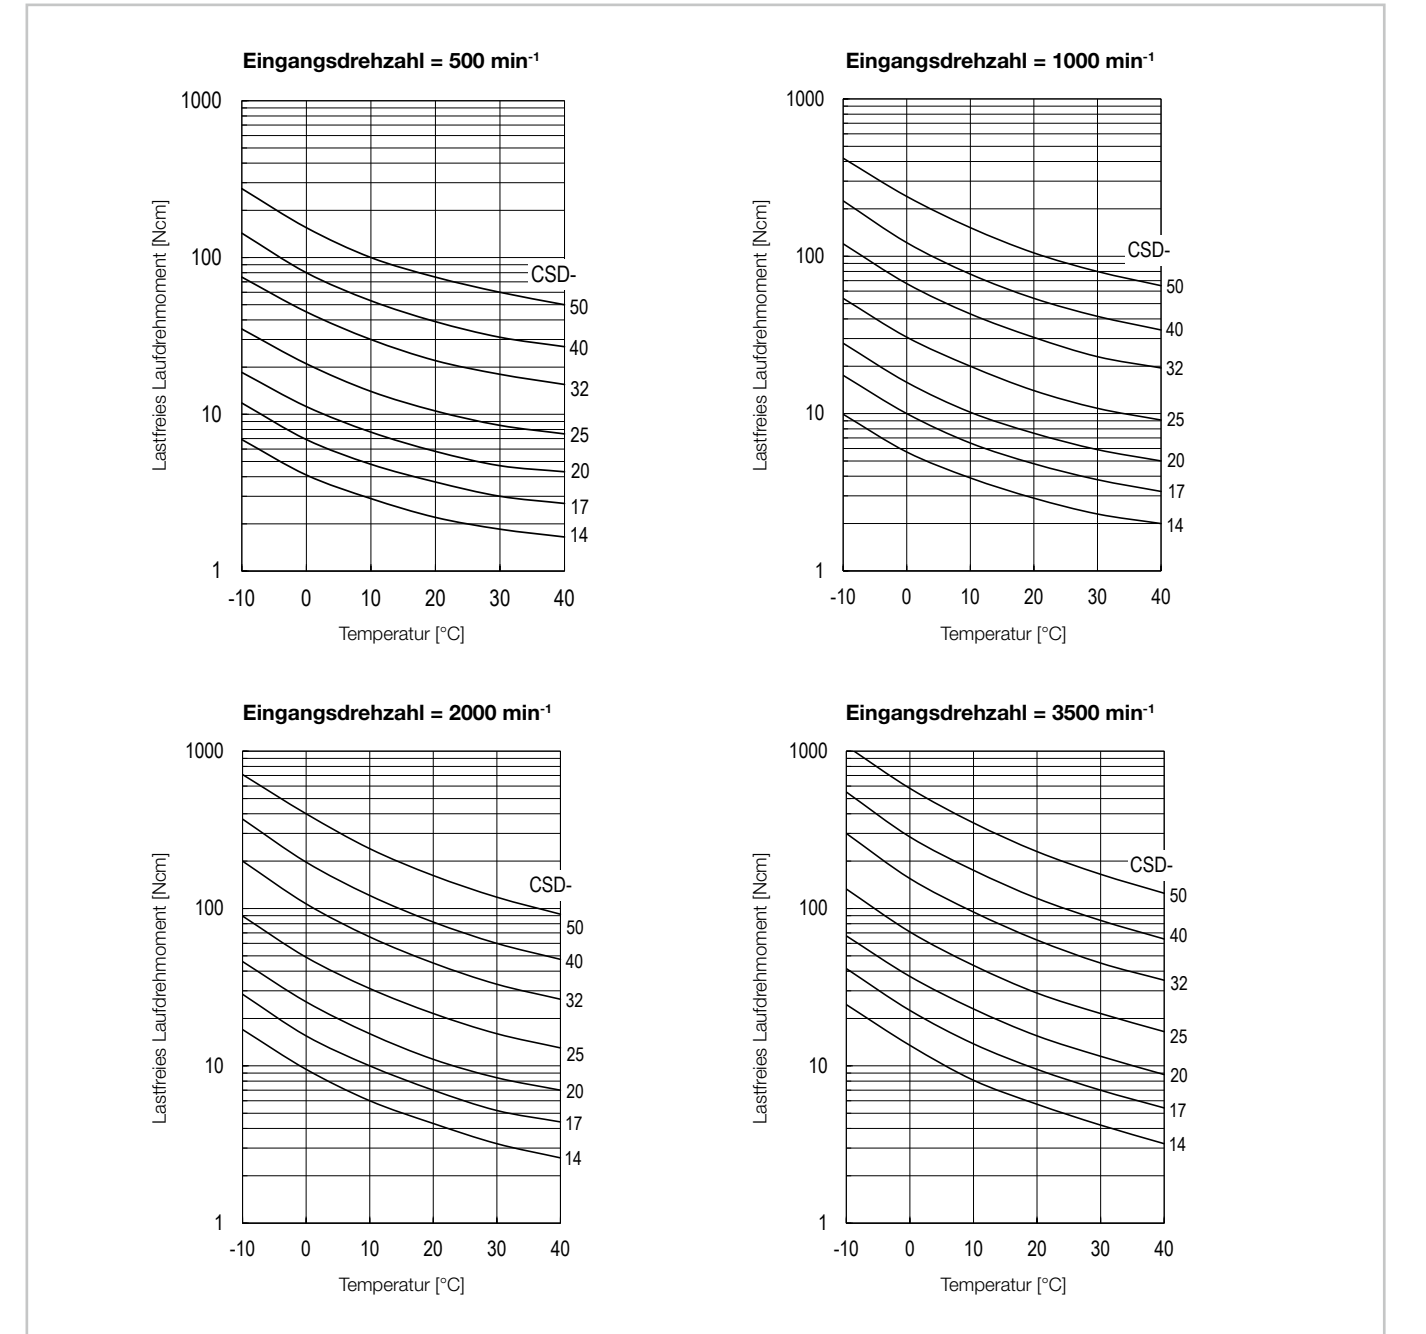 Eingangsdrehzahl = 500 min-1
1000
100
10
1
Lastfreies Laufdrehmoment [Ncm]
CSD-
50
40
32
25
20
17
14
-10 0 10 20 30 40
Temperatur [°C]
Eingangsdrehzahl = 1000 min-1
1000
100
10
1
Lastfreies Laufdrehmoment [Ncm]
CSD-
50
40
32
25
20
17
14
-10 0 10 20 30 40
Temperatur [°C]
Eingangsdrehzahl = 2000 min-1
1000
100
10
1
Lastfreies Laufdrehmoment [Ncm]
CSD-
50
40
32
25
20
17
14
-10 0 10 20 30 40
Temperatur [°C]
Eingangsdrehzahl = 3500 min-1
1000
100
10
1
Lastfreies Laufdrehmoment [Ncm]
CSD-
50
40
32
25
20
17
14
-10 0 10 20 30 40
Temperatur [°C]